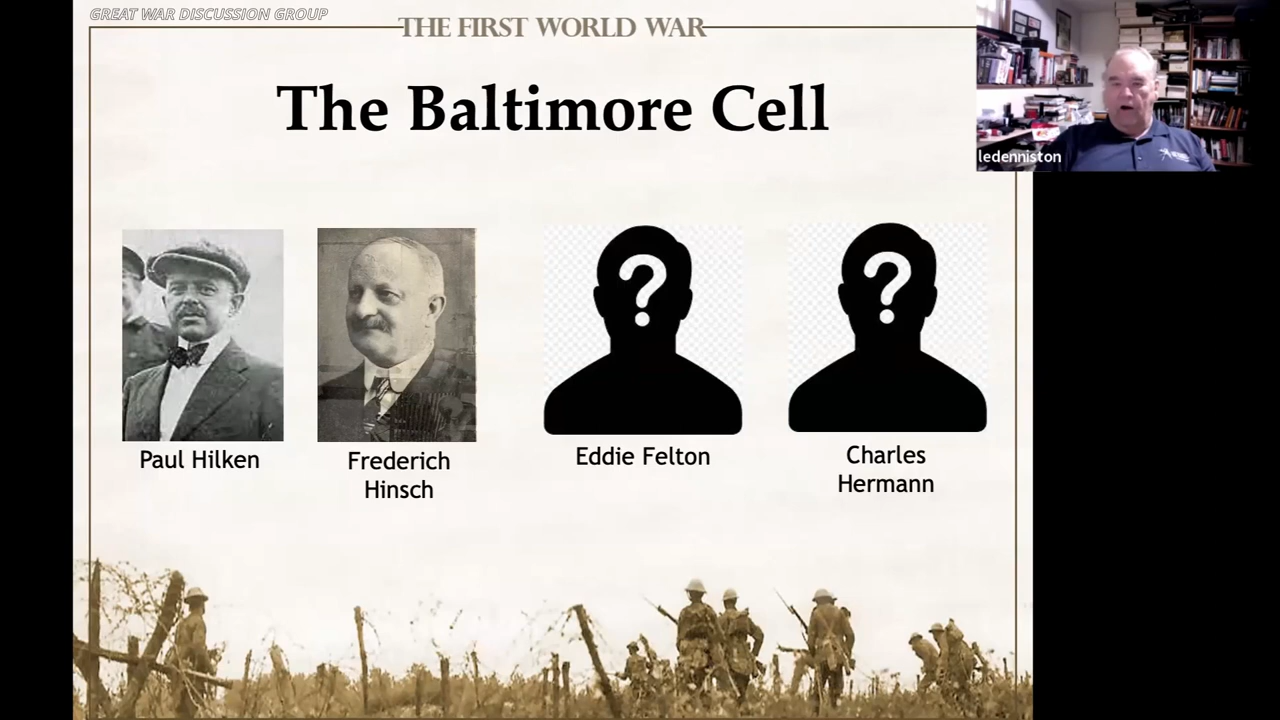 GREAT WAR DISCUSSION GROUP
THE FIRST WORLD WAR
The Baltimore Cell
ledenniston
? ?
Paul Hilken
Frederich
Hinsch
Eddie Felton
Charles
Hermann